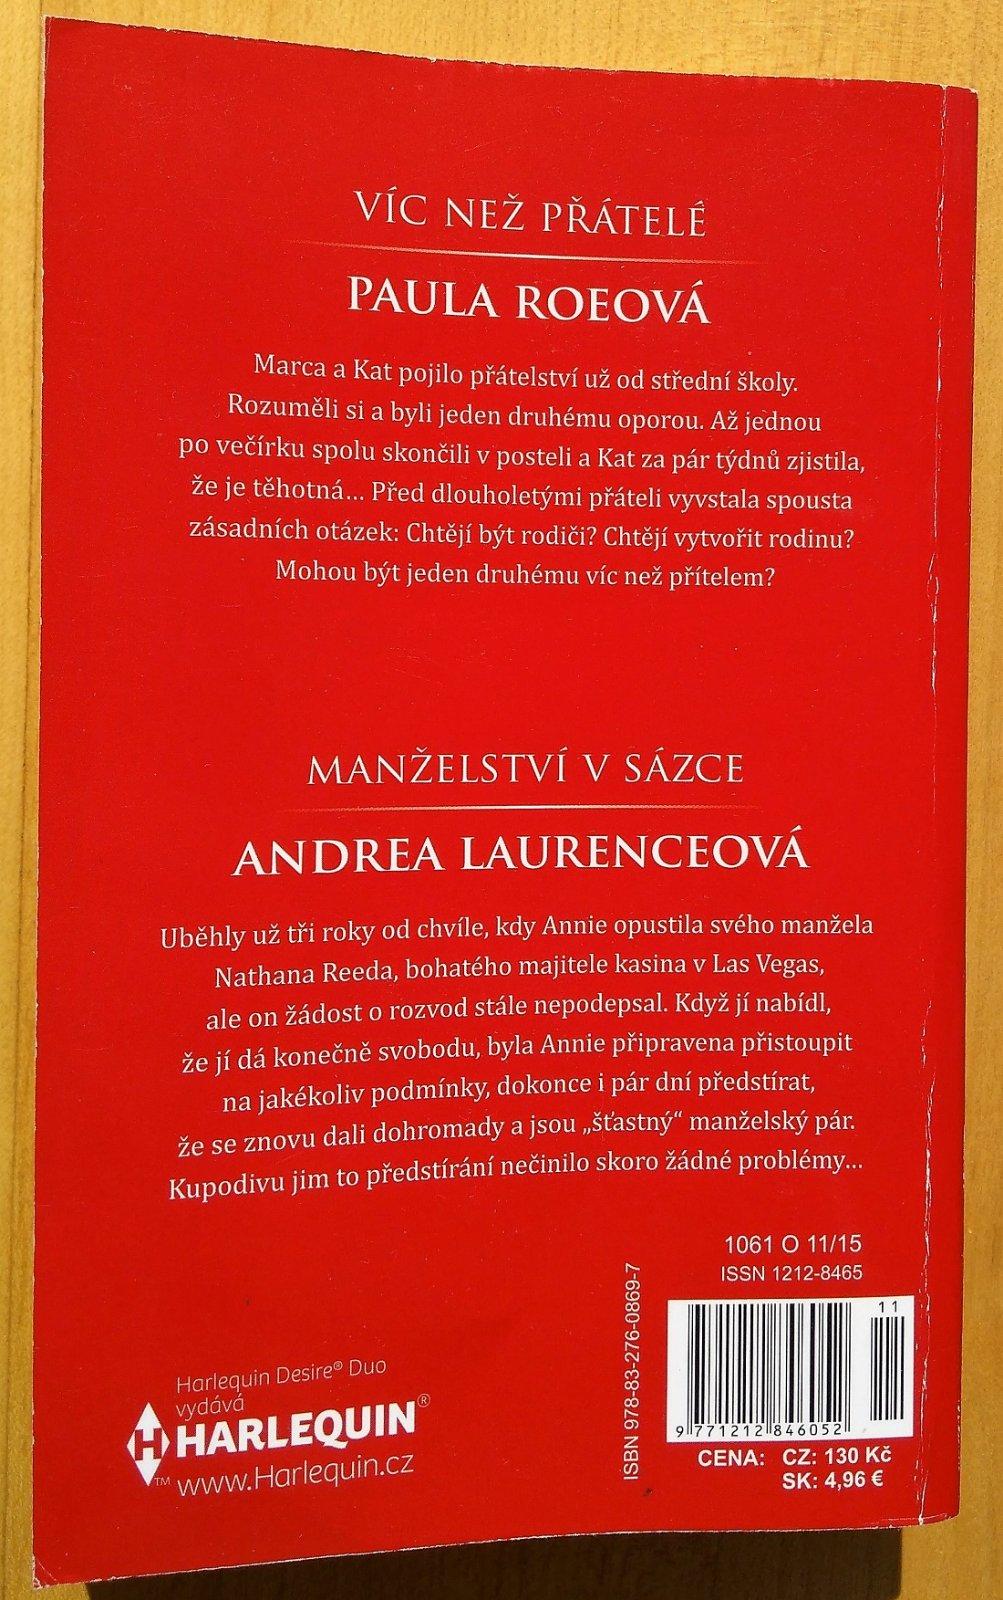 VÍC NEŽ PŘÁTELÉ
PAULA ROEOVÁ
Marca a Kat pojilo přátelství už od střední školy.
Rozuměli si a byli jeden druhému oporou. Až jednou
po večírku spolu skončili v posteli a Kat za pár týdnů zjistila,
že je těhotná... Před dlouholetými přáteli vyvstala spousta
zásadních otázek: Chtějí být rodiči? Chtějí vytvořit rodinu?
Mohou být jeden druhému víc než přítelem?
MANŽELSTVÍ V SÁZCE
ANDREA LAURENCEOVÁ
Uběhly už tři roky od chvíle, kdy Annie opustila svého manžela
Nathana Reeda, bohatého majitele kasina v Las Vegas,
ale on žádost o rozvod stále nepodepsal. Když jí nabídl,
že jí dá konečně svobodu, byla Annie připravena přistoupit
na jakékoliv podmínky, dokonce i pár dní předstírat,
že se znovu dali dohromady a jsou „šťastný“ manželský pár.
Kupodivu jim to předstírání nečinilo skoro žádné problémy...
1061 O 11/15
ISSN 1212-8465
ISBN 978-83-276-0869-7
11
9 771212 846052
CENA: CZ: 130 Kč
SK: 4,96 €
Harlequin Desire® Duo
vydává
H HARLEQUIN®
™ www.Harlequin.cz